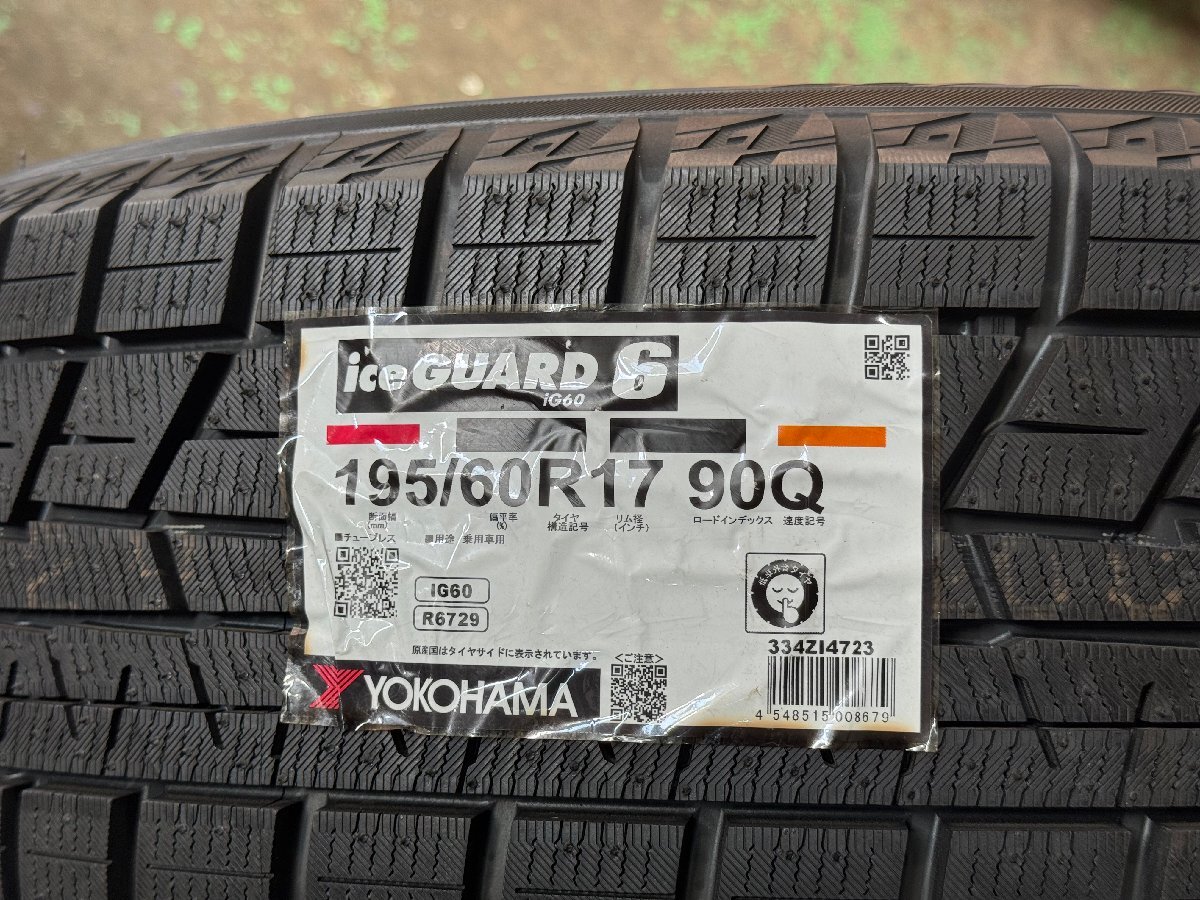 iceGUARD 6
iG60
195/60R17 90Q
断面幅(mm) 偏平率(%) タイヤ構造記号 リム径(インチ) ロードインデックス 速度記号
■チューブレス ■用途 乗用車用
IG60
R6729
334ZI4723
原産国はタイヤサイドに表示されています。 <ご注意>
YOKOHAMA
4 548515 008679